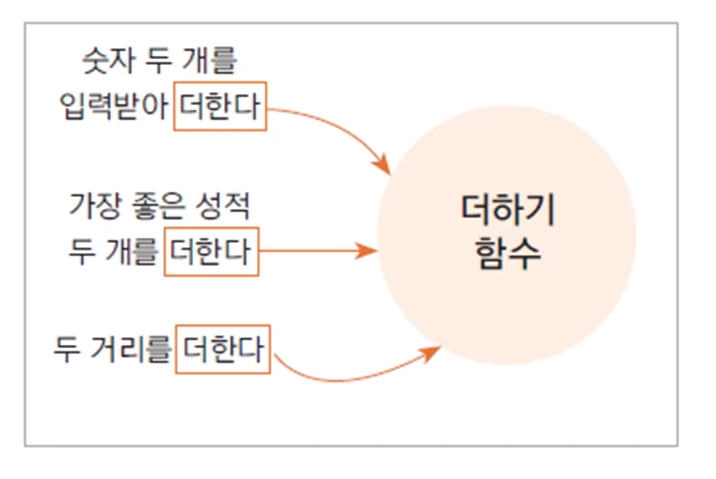 숫자 두 개를
입력받아 더한다
가장 좋은 성적
두 개를 더한다
두 거리를 더한다
더하기
함수